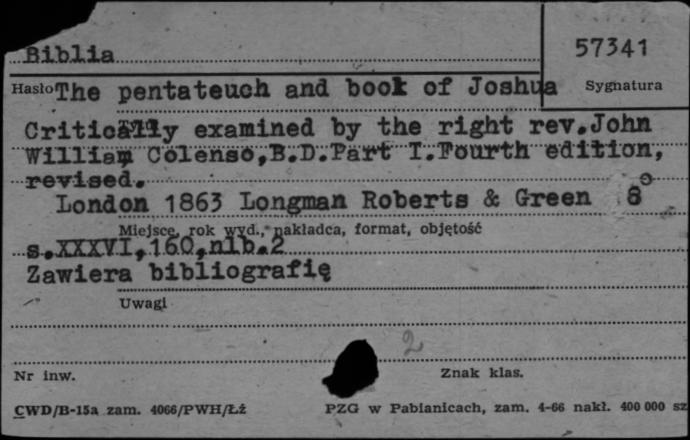 Biblia
57341
Hasło The pentateuch and book of Joshua
Sygnatura
Critically examined by the right rev.John
William Colenso,B.D.Part I.Fourth edition,
revised.
London 1863 Longman Roberts & Green 8°
Miejsce, rok wyd., nakładca, format, objętość
s.XXXVI,160,nlb.2
Zawiera bibliografię
Uwagi
2
Nr inw.
Znak klas.
CWD/B-15a zam. 4066/PWH/Łź
PZG w Pabianicach, zam. 4-66 nakł. 400 000 sz